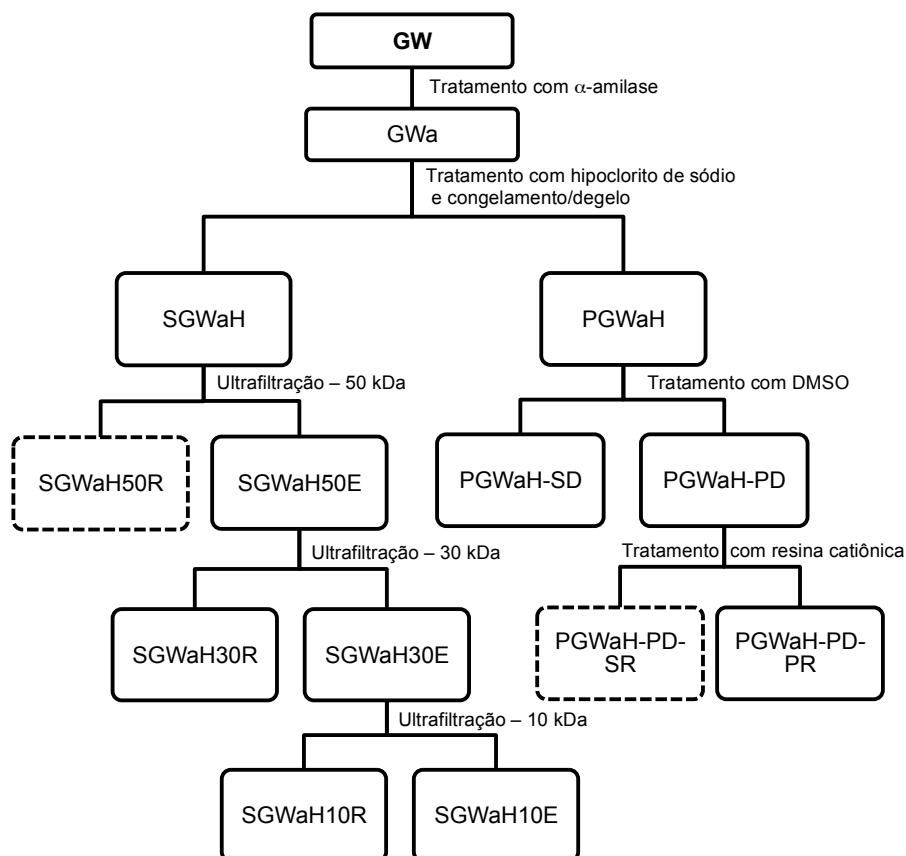 GW
Tratamento com α-amilase
GWa
Tratamento com hipoclorito de sódio
e congelamento/degelo
SGWaH
PGWaH
Ultrafiltração – 50 kDa
Tratamento com DMSO
SGWaH50R
SGWaH50E
PGWaH-SD
PGWaH-PD
Ultrafiltração – 30 kDa
Tratamento com resina catiônica
SGWaH30R
SGWaH30E
PGWaH-PD-
SR
PGWaH-PD-
PR
Ultrafiltração – 10 kDa
SGWaH10R
SGWaH10E